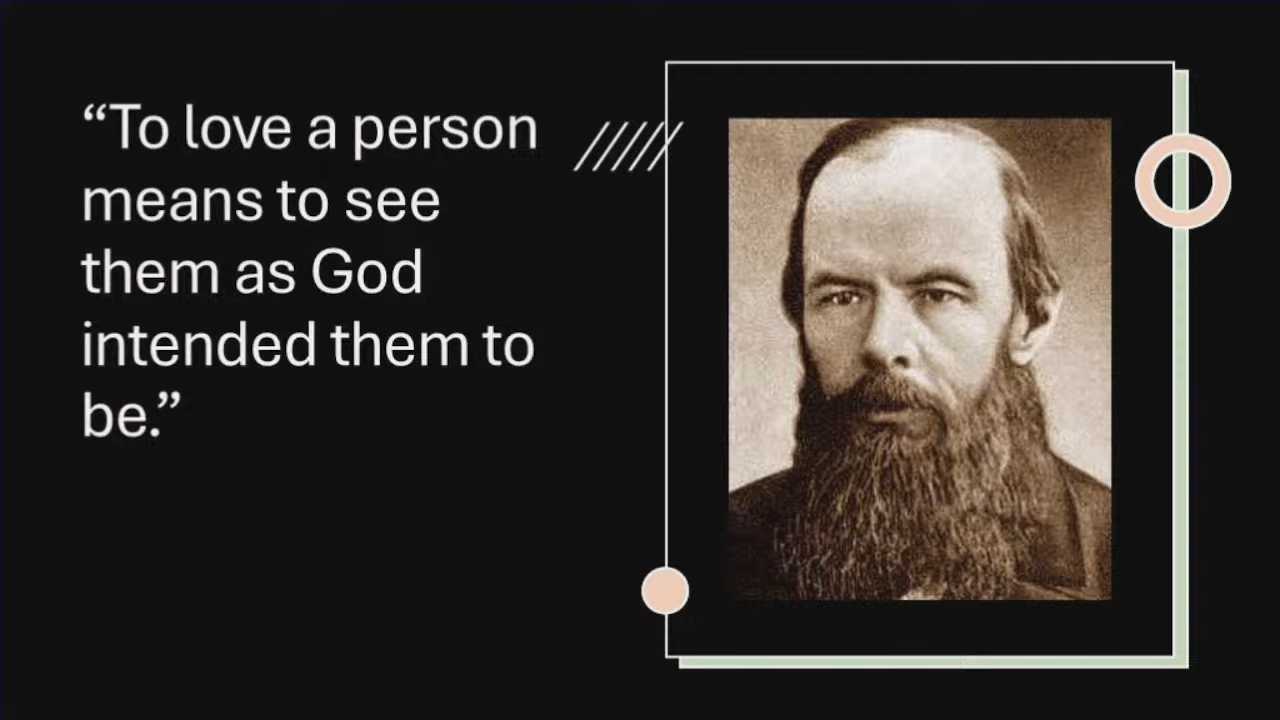 “To love a person
means to see
them as God
intended them to
be.”